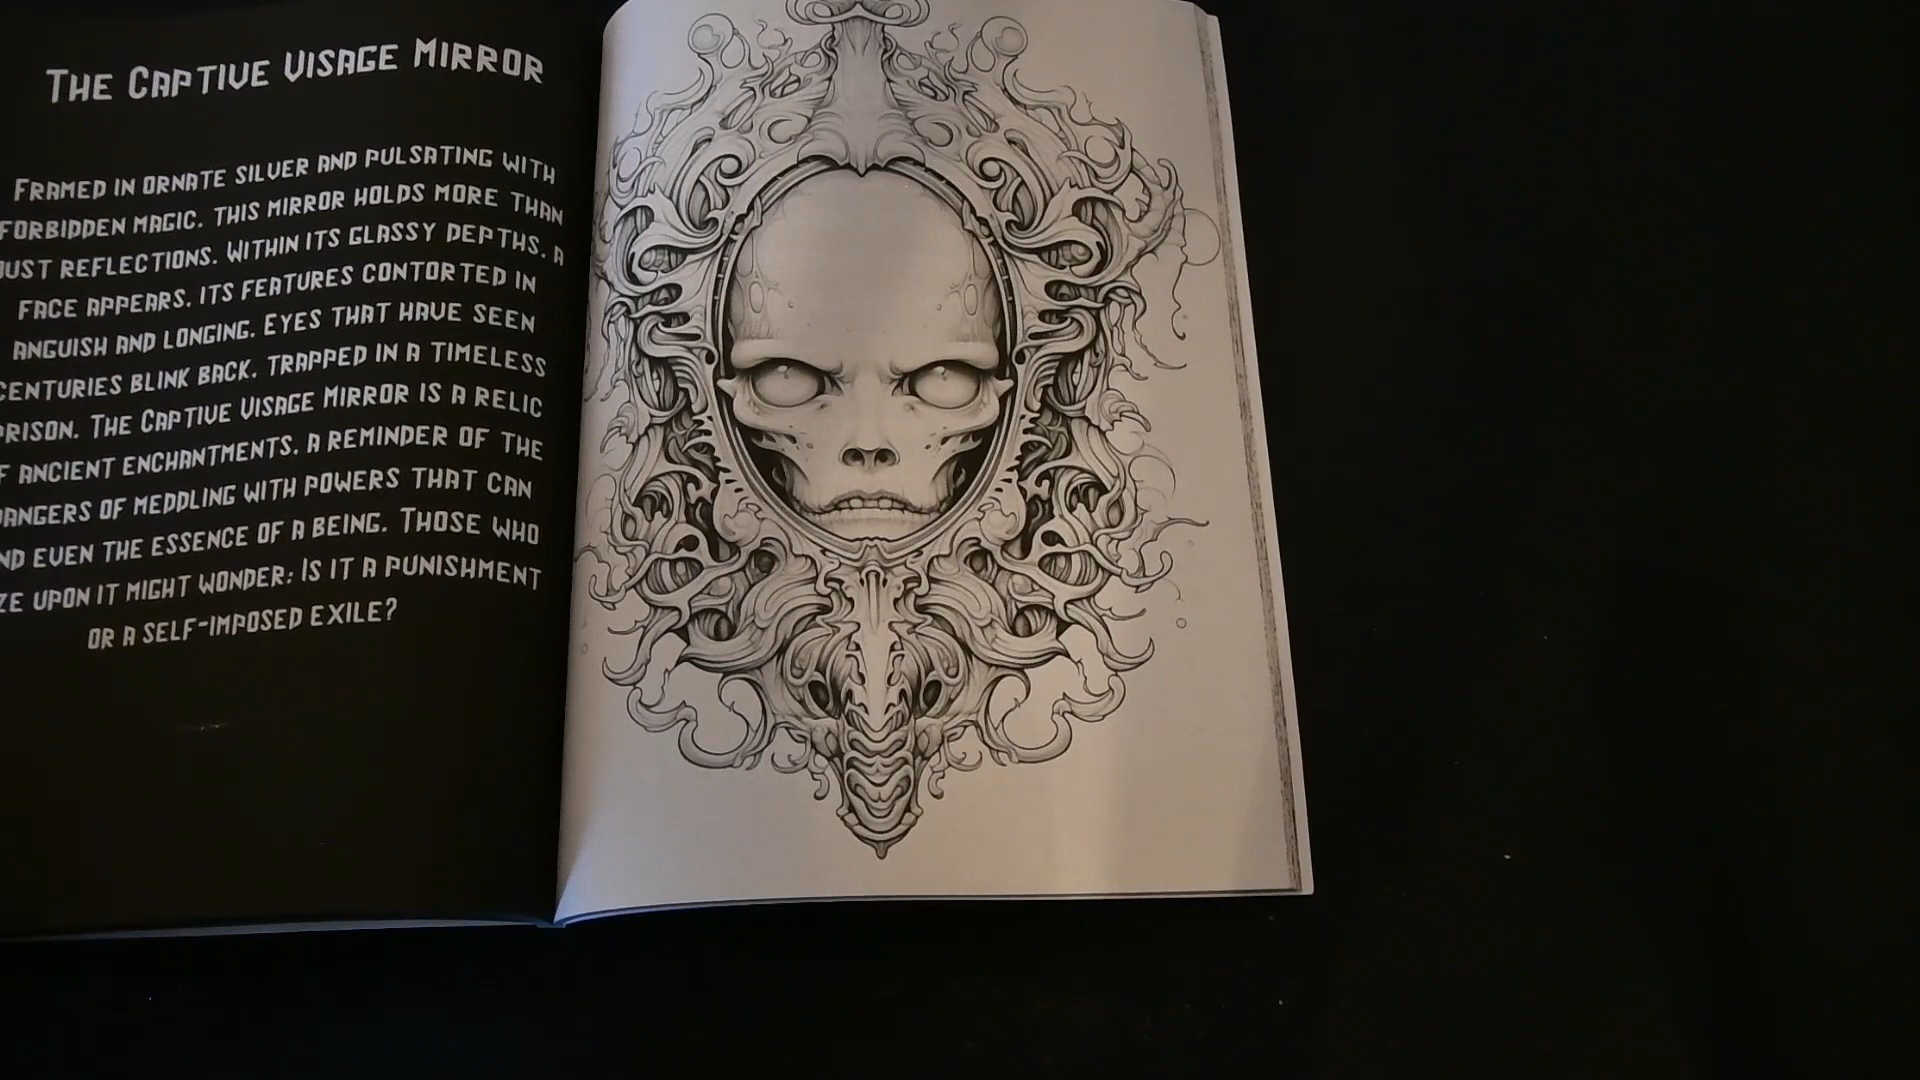 The Captive Visage Mirror
Framed in ornate silver and pulsating with
forbidden magic. this mirror holds more than
just reflections. Within its glassy depths. a
face appears. its features contorted in
anguish and longing. Eyes that have seen
centuries blink back. trapped in a timeless
prison. The Captive Visage Mirror is a relic
of ancient enchantments. a reminder of the
dangers of meddling with powers that can
even the essence of a being. Those who
upon it might wonder: Is it a punishment
or a self-imposed exile?